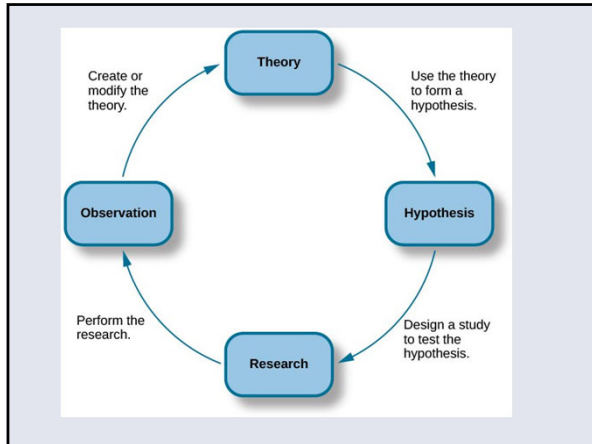 Theory
Use the theory
to form a
hypothesis.
Hypothesis
Design a study
to test the
hypothesis.
Research
Perform the
research.
Observation
Create or
modify the
theory.